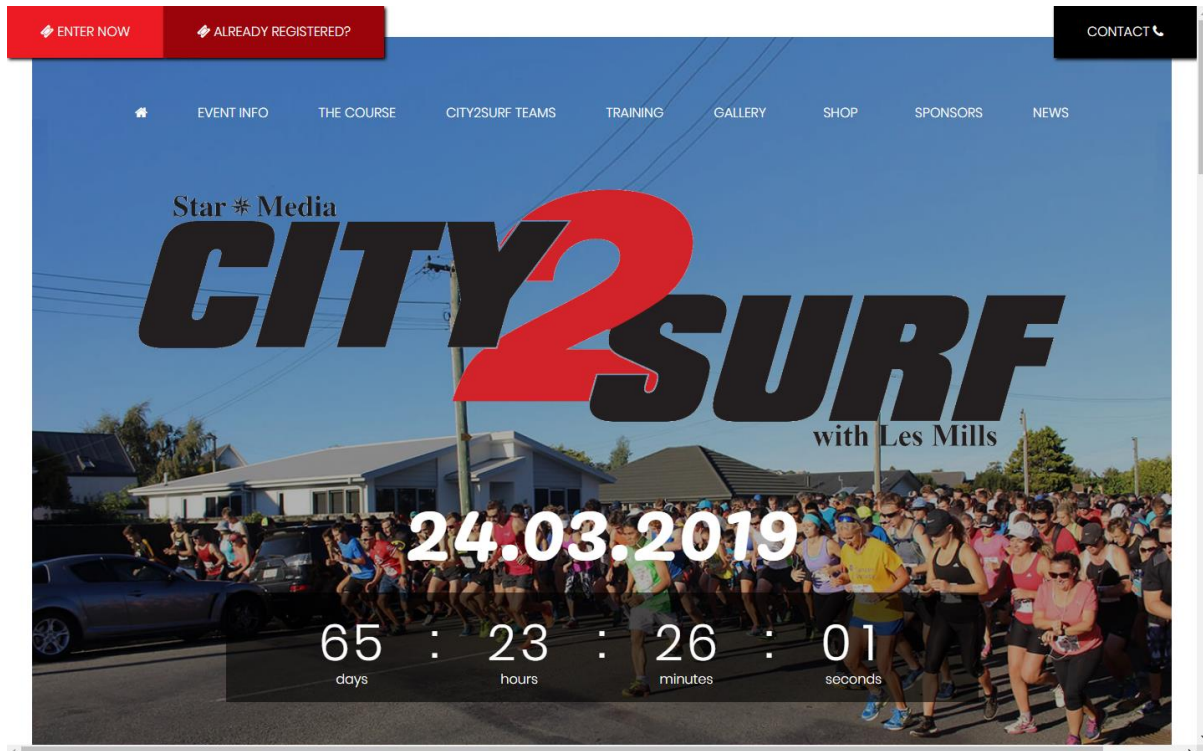 ENTER NOW
ALREADY REGISTERED?
CONTACT
EVENT INFO THE COURSE CITY2SURF TEAMS TRAINING GALLERY SHOP SPONSORS NEWS
Star Media
CITY2SURF
with Les Mills
24.03.2019
65 : 23 : 26 : 01
days hours minutes seconds